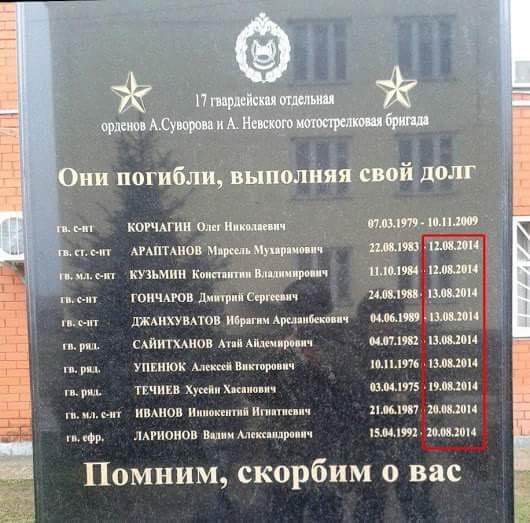 17 гвардейская отдельная
орденов А.Суворова и А. Невского мотострелковая бригада
Они погибли, выполняя свой долг
гв. с-нт КОРЧАГИН Олег Николаевич 07.03.1979 - 10.11.2009
гв. ст. с-нт АРАПТАНОВ Марсель Мухарамович 22.08.1983 - 12.08.2014
гв. мл. с-нт КУЗЬМИН Константин Владимирович 11.10.1984 - 12.08.2014
гв. с-нт ГОНЧАРОВ Дмитрий Сергеевич 24.08.1988 - 13.08.2014
гв. с-нт ДЖАНХУВАТОВ Ибрагим Арсланбекович 04.06.1989 - 13.08.2014
гв. ряд. САЙИТХАНОВ Атай Айдемирович 04.07.1982 - 13.08.2014
гв. ряд. УПЕНЮК Алексей Викторович 10.11.1976 - 13.08.2014
гв. ряд. ТЕЧИЕВ Хусейн Хасанович 03.04.1975 - 19.08.2014
гв. мл. с-нт ИВАНОВ Иннокентий Игнатиевич 21.06.1987 - 20.08.2014
гв. ефр. ЛАРИОНОВ Вадим Александрович 15.04.1992 - 20.08.2014
Помним, скорбим о вас